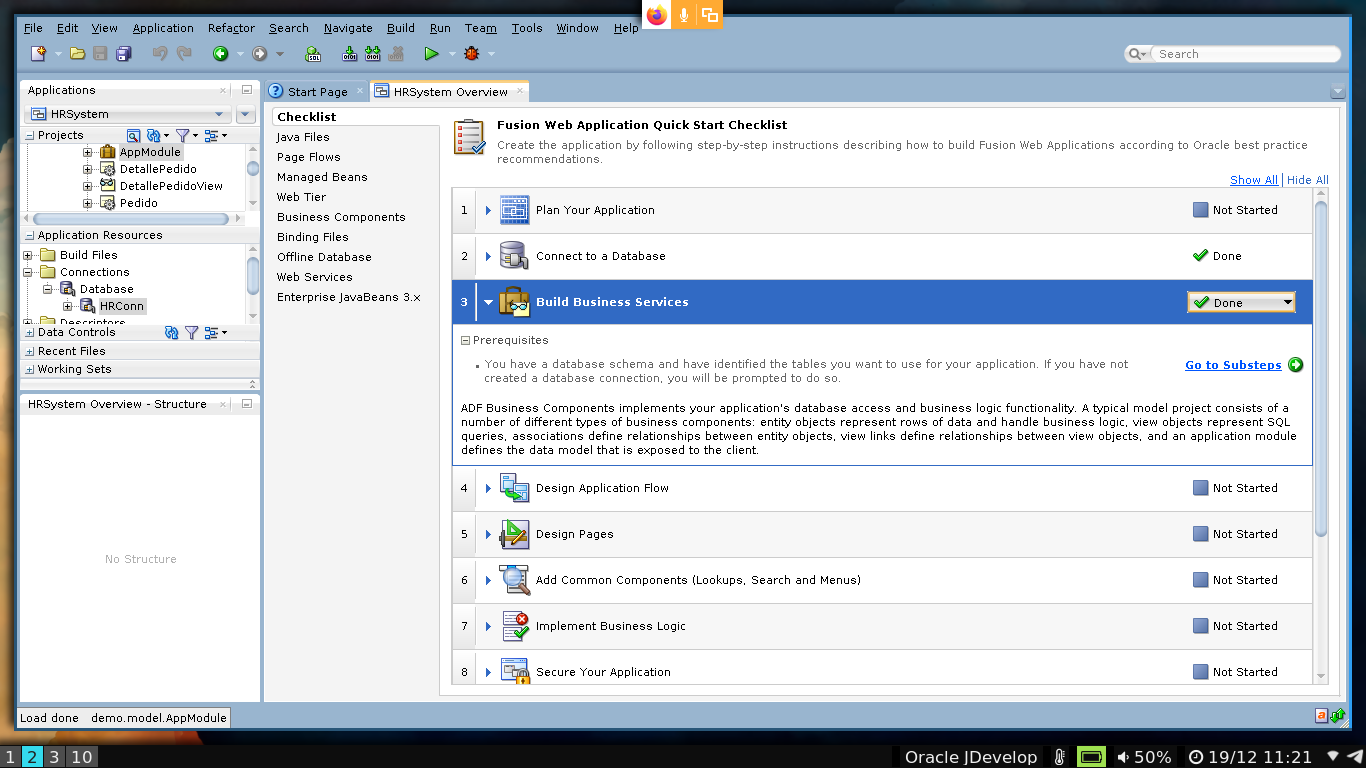 File Edit View Application Refactor Search Navigate Build Run Team Tools Window Help
Search
Applications
HRSystem
Projects
AppModule
DetallePedido
DetallePedidoView
Pedido
Application Resources
Build Files
Connections
Database
HRConn
Descriptors
Data Controls
Recent Files
Working Sets
HRSystem Overview - Structure
No Structure
Start Page
HRSystem Overview
Checklist
Java Files
Page Flows
Managed Beans
Web Tier
Business Components
Binding Files
Offline Database
Web Services
Enterprise JavaBeans 3.x
Fusion Web Application Quick Start Checklist
Create the application by following step-by-step instructions describing how to build Fusion Web Applications according to Oracle best practice
recommendations.
Show All | Hide All
1 Plan Your Application Not Started
2 Connect to a Database Done
3 Build Business Services Done
Prerequisites
• You have a database schema and have identified the tables you want to use for your application. If you have not
created a database connection, you will be prompted to do so.
Go to Substeps
ADF Business Components implements your application's database access and business logic functionality. A typical model project consists of a
number of different types of business components: entity objects represent rows of data and handle business logic, view objects represent SQL
queries, associations define relationships between entity objects, view links define relationships between view objects, and an application module
defines the data model that is exposed to the client.
4 Design Application Flow Not Started
5 Design Pages Not Started
6 Add Common Components (Lookups, Search and Menus) Not Started
7 Implement Business Logic Not Started
8 Secure Your Application Not Started
Load done demo.model.AppModule
1 2 3 10 Oracle JDevelop 50% 19/12 11:21